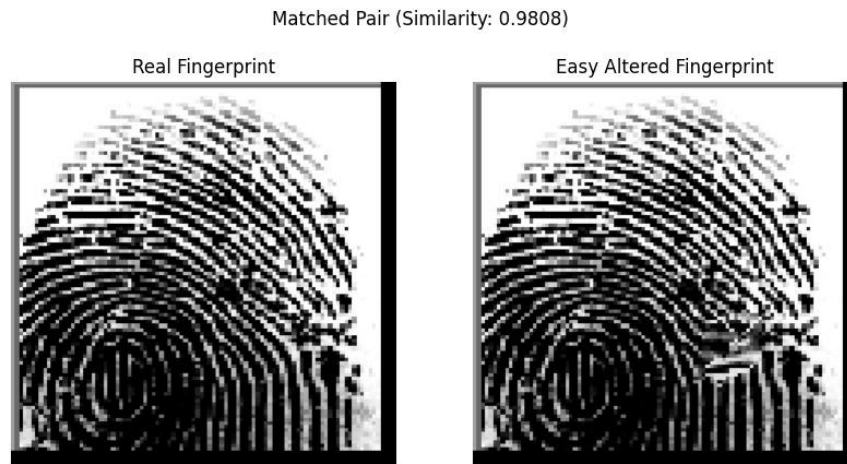 Matched Pair (Similarity: 0.9808)
Real Fingerprint
Easy Altered Fingerprint